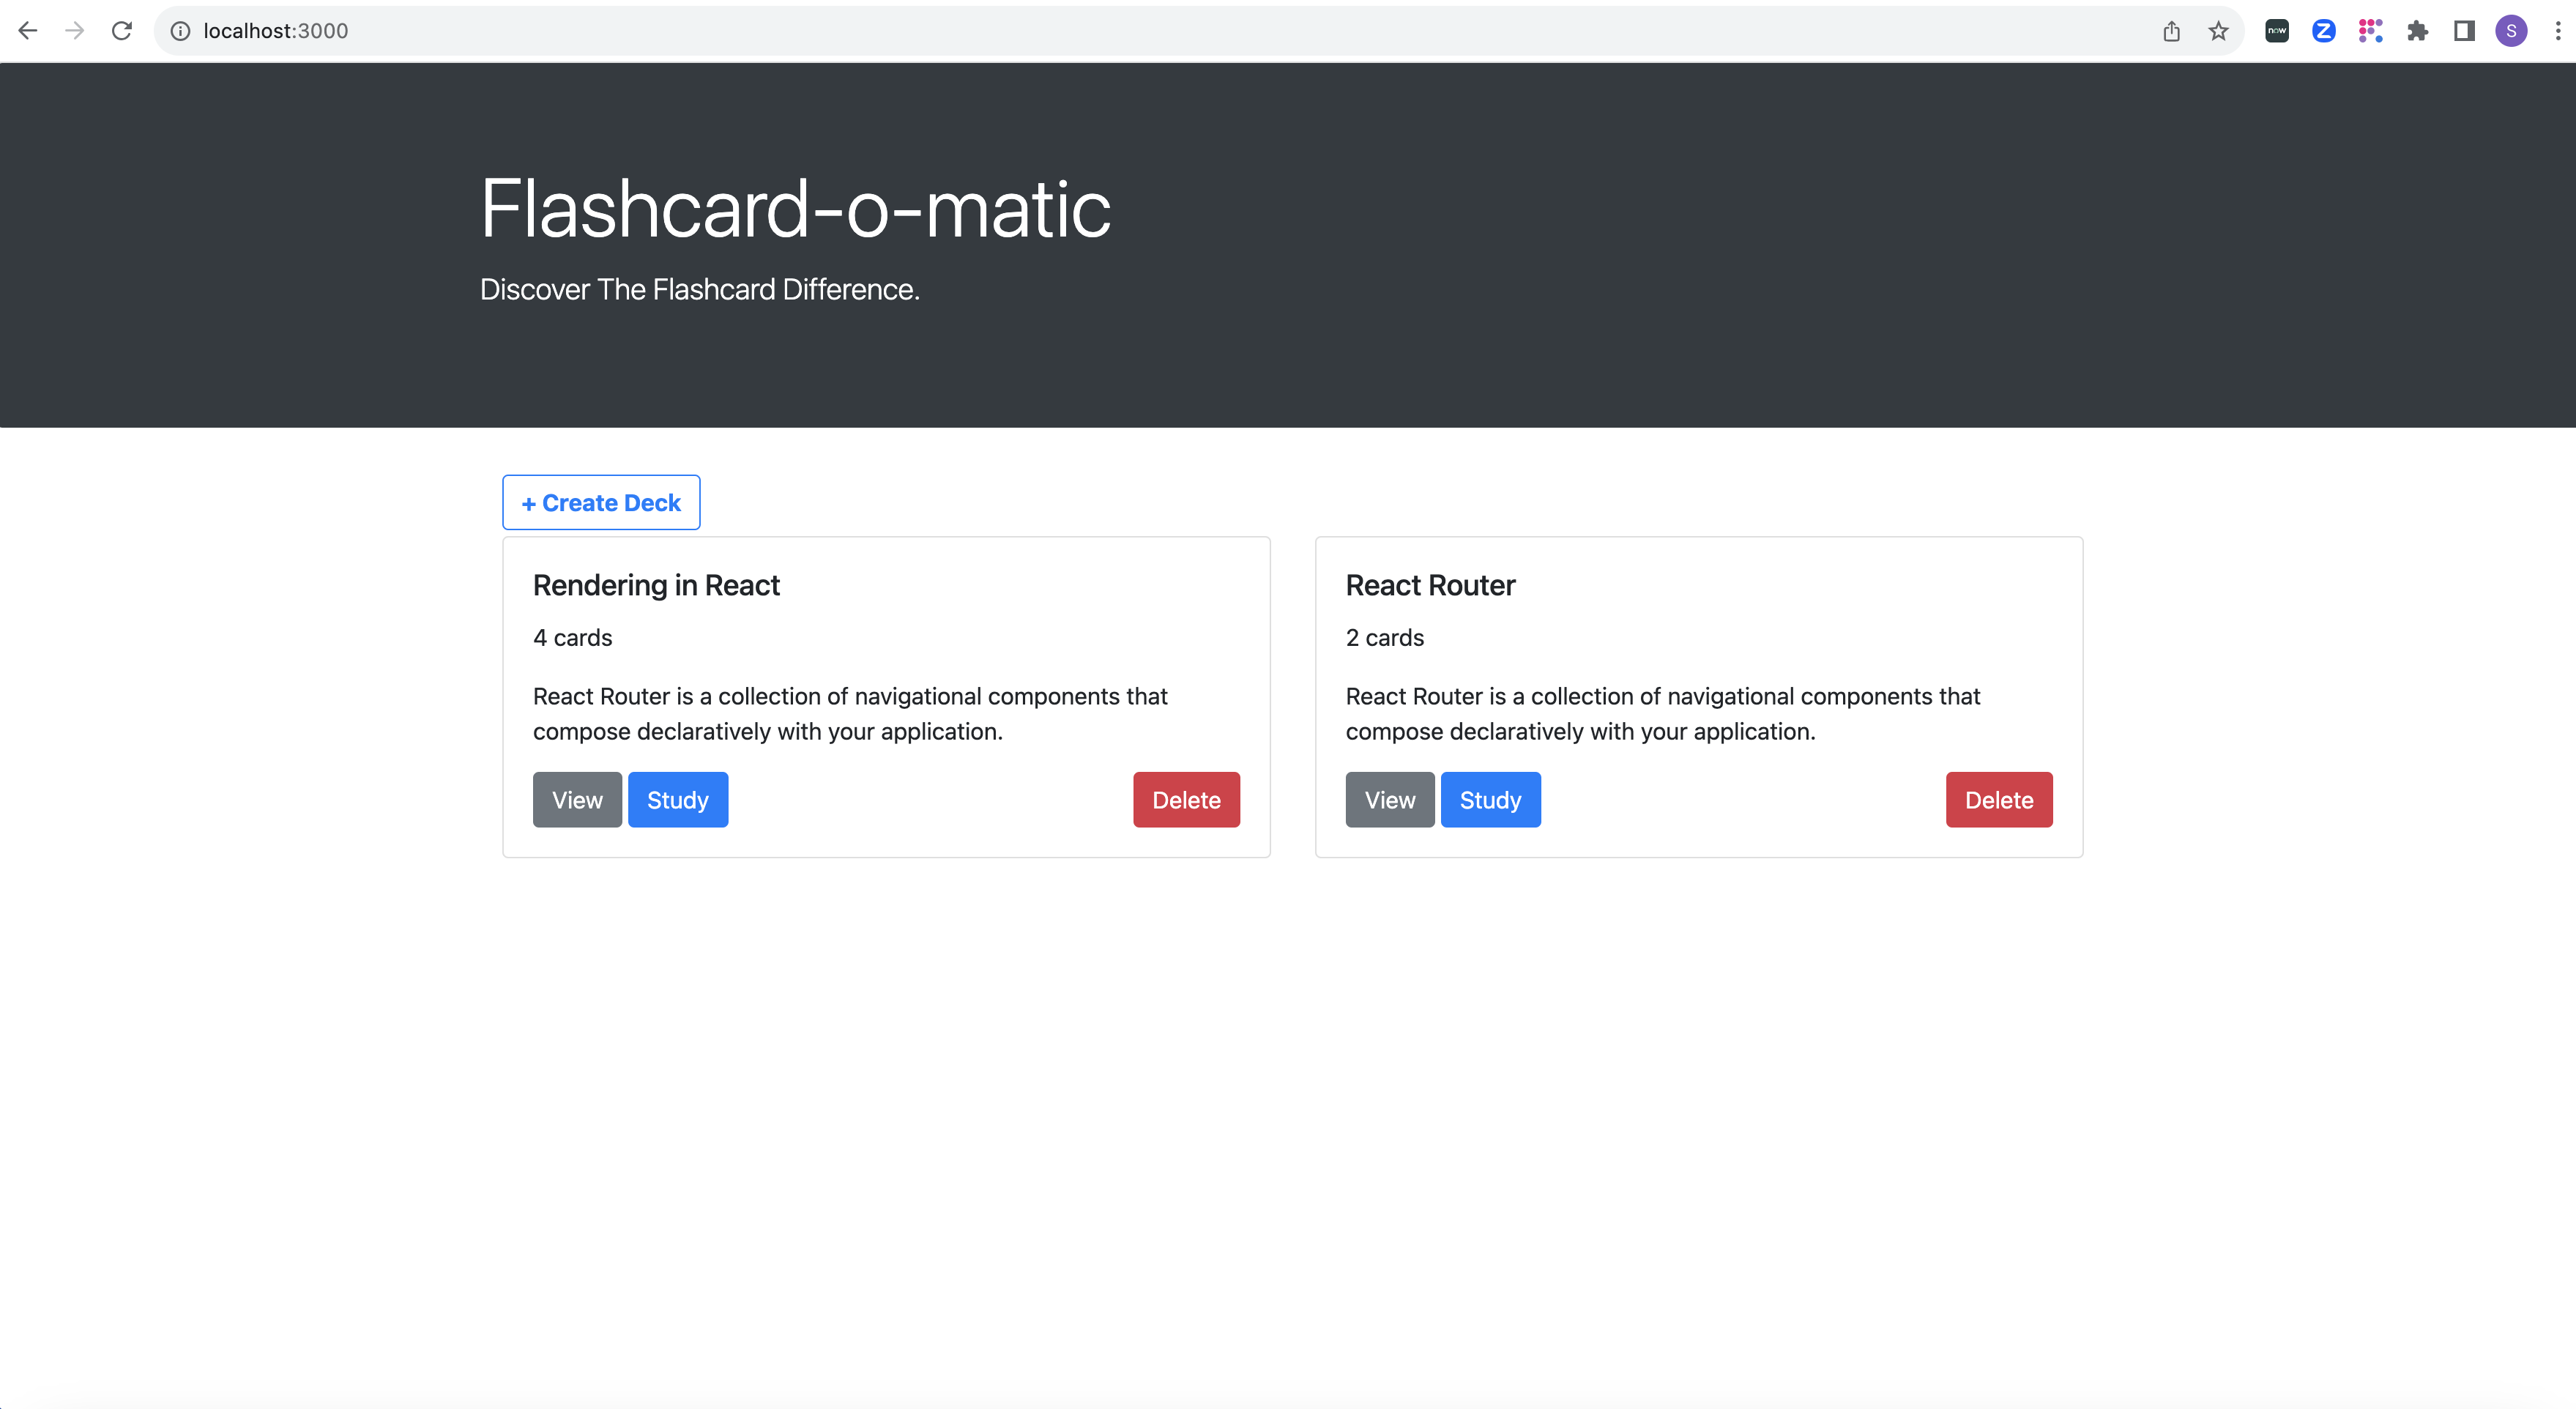 localhost:3000
now
S
Flashcard-o-matic
Discover The Flashcard Difference.
+ Create Deck
Rendering in React
4 cards
React Router is a collection of navigational components that
compose declaratively with your application.
View Study Delete
React Router
2 cards
React Router is a collection of navigational components that
compose declaratively with your application.
View Study Delete